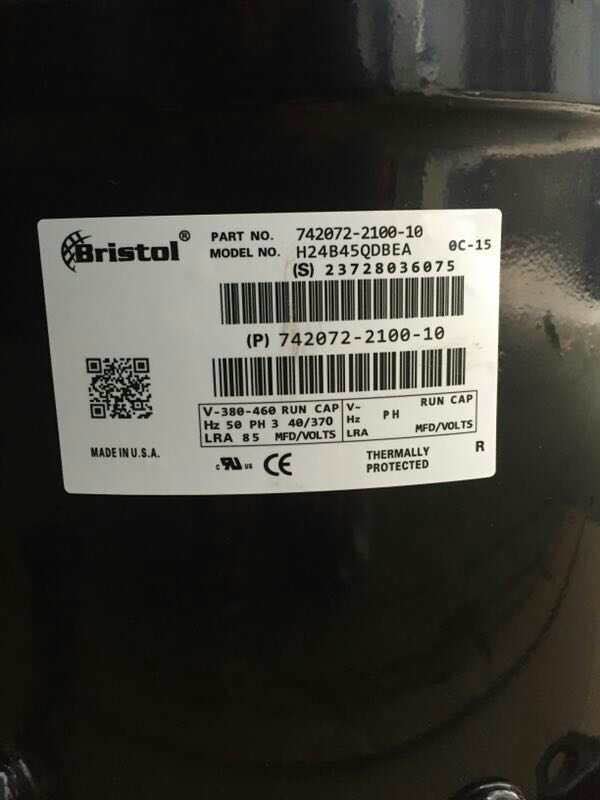 Bristol®
PART NO. 742072-2100-10
MODEL NO. H24B45QDBEA 0C-15
(S) 23728036075
(P) 742072-2100-10
V-380-460 RUN CAP
Hz 50 PH 3 40/370
LRA 85 MFD/VOLTS
V~ RUN CAP
Hz PH
LRA MFD/VOLTS
MADE IN U.S.A.
c UL us CE
THERMALLY
PROTECTED
R